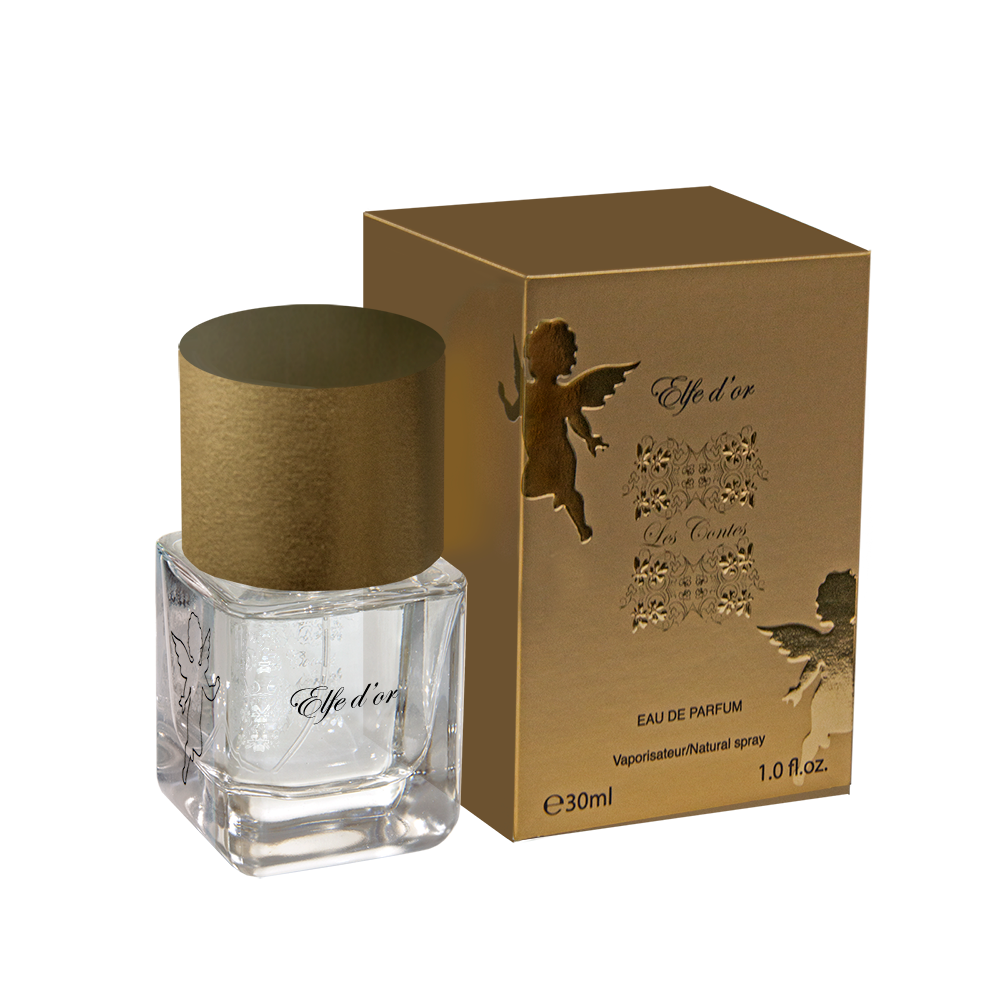 Elfe d'or
Les Contes
EAU DE PARFUM
Vaporisateur/Natural spray
℮30ml
1.0 fl.oz.
Elfe d'or